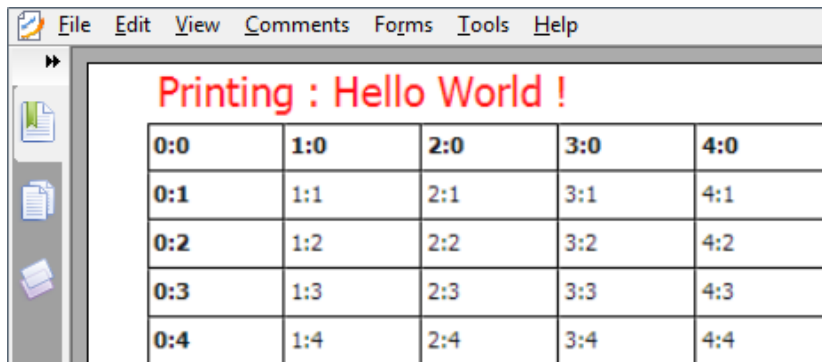 File Edit View Comments Forms Tools Help
Printing : Hello World !
0:0 1:0 2:0 3:0 4:0
0:1 1:1 2:1 3:1 4:1
0:2 1:2 2:2 3:2 4:2
0:3 1:3 2:3 3:3 4:3
0:4 1:4 2:4 3:4 4:4